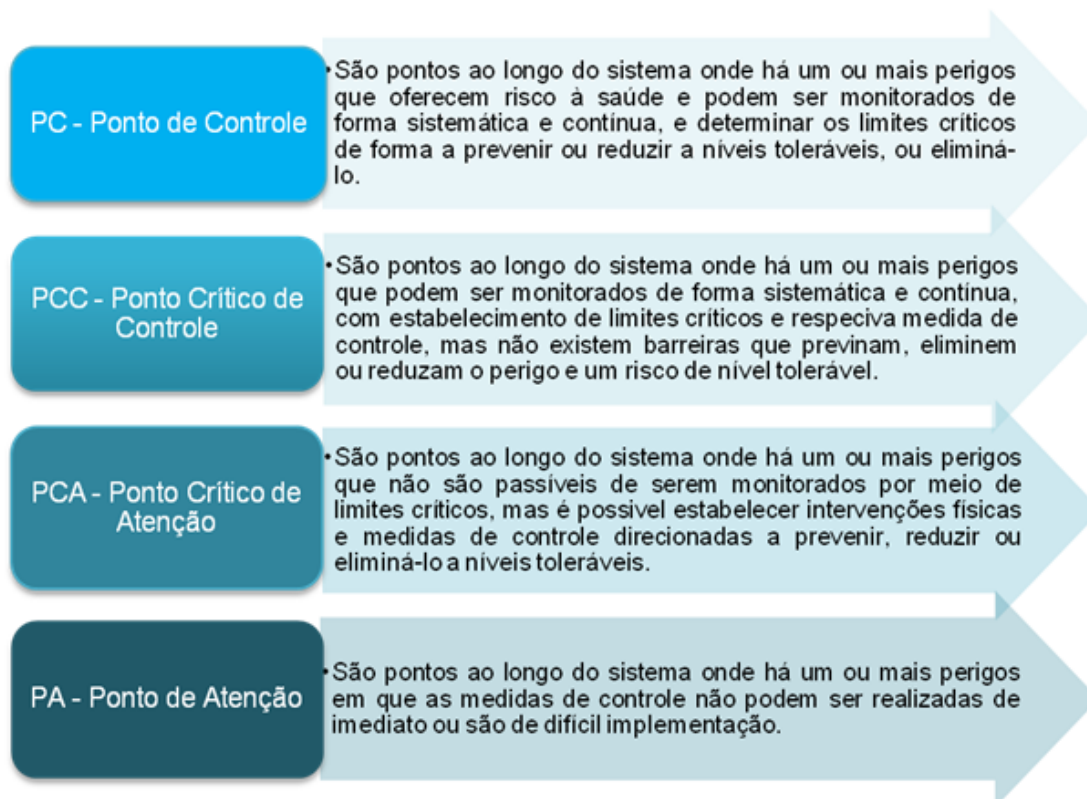 PC - Ponto de Controle
•São pontos ao longo do sistema onde há um ou mais perigos
que oferecem risco à saúde e podem ser monitorados de
forma sistemática e contínua, e determinar os limites críticos
de forma a prevenir ou reduzir a níveis toleráveis, ou eliminá-
lo.
PCC - Ponto Crítico de
Controle
•São pontos ao longo do sistema onde há um ou mais perigos
que podem ser monitorados de forma sistemática e contínua,
com estabelecimento de limites críticos e respeciva medida de
controle, mas não existem barreiras que previnam, eliminem
ou reduzam o perigo e um risco de nível tolerável.
PCA - Ponto Crítico de
Atenção
•São pontos ao longo do sistema onde há um ou mais perigos
que não são passíveis de serem monitorados por meio de
limites críticos, mas é possivel estabelecer intervenções físicas
e medidas de controle direcionadas a prevenir, reduzir ou
eliminá-lo a níveis toleráveis.
PA - Ponto de Atenção
•São pontos ao longo do sistema onde há um ou mais perigos
em que as medidas de controle não podem ser realizadas de
imediato ou são de difícil implementação.